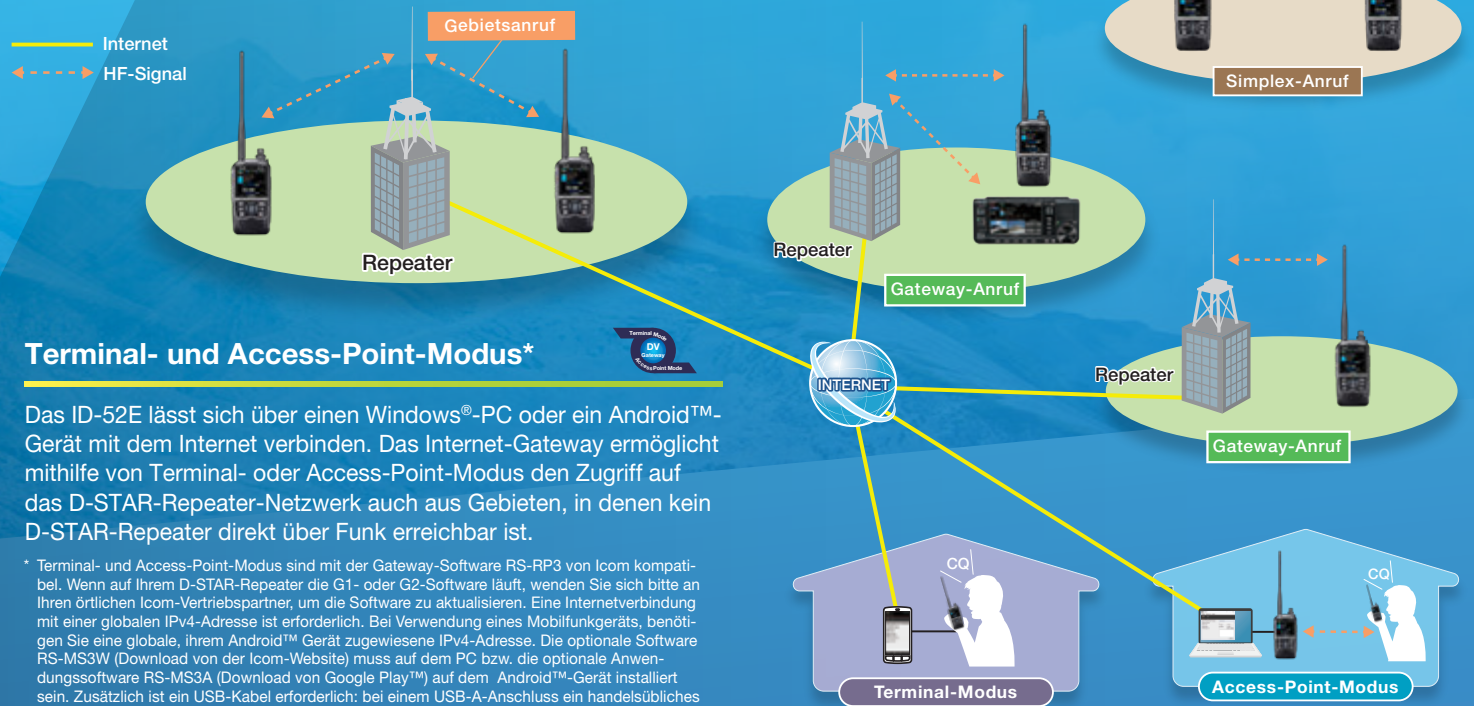 Internet
HF-Signal
Gebietsanruf
Repeater
Simplex-Anruf
Repeater
Gateway-Anruf
Repeater
Gateway-Anruf
INTERNET
Terminal- und Access-Point-Modus*
Terminal Mode
DV
Gateway
Access Point Mode
Das ID-52E lässt sich über einen Windows®-PC oder ein Android™-
Gerät mit dem Internet verbinden. Das Internet-Gateway ermöglicht
mithilfe von Terminal- oder Access-Point-Modus den Zugriff auf
das D-STAR-Repeater-Netzwerk auch aus Gebieten, in denen kein
D-STAR-Repeater direkt über Funk erreichbar ist.
* Terminal- und Access-Point-Modus sind mit der Gateway-Software RS-RP3 von Icom kompati-
bel. Wenn auf Ihrem D-STAR-Repeater die G1- oder G2-Software läuft, wenden Sie sich bitte an
Ihren örtlichen Icom-Vertriebspartner, um die Software zu aktualisieren. Eine Internetverbindung
mit einer globalen IPv4-Adresse ist erforderlich. Bei Verwendung eines Mobilfunkgeräts, benöti-
gen Sie eine globale, ihrem Android™ Gerät zugewiesene IPv4-Adresse. Die optionale Software
RS-MS3W (Download von der Icom-Website) muss auf dem PC bzw. die optionale Anwen-
dungssoftware RS-MS3A (Download von Google Play™) auf dem Android™-Gerät installiert
sein. Zusätzlich ist ein USB-Kabel erforderlich: bei einem USB-A-Anschluss ein handelsübliches
CQ
Terminal-Modus
CQ
Access-Point-Modus